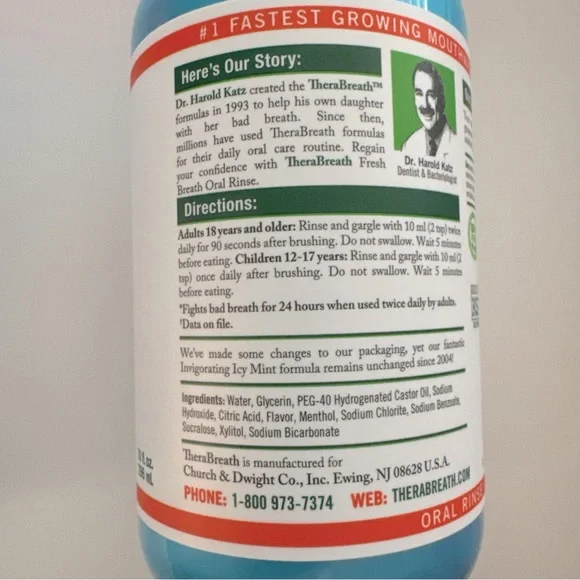 #1 FASTEST GROWING MOUTHW
Here's Our Story:
Dr. Harold Katz created the TheraBreath™
formulas in 1993 to help his own daughter
with her bad breath. Since then,
millions have used TheraBreath formulas
for their daily oral care routine. Regain
your confidence with TheraBreath Fresh
Breath Oral Rinse.
Dr. Harold Katz
Dentist & Bacteriologist
Directions:
Adults 18 years and older: Rinse and gargle with 10 ml (2 tsp) twice
daily for 90 seconds after brushing. Do not swallow. Wait 5 minutes
before eating. Children 12-17 years: Rinse and gargle with 10 ml (2
tsp) once daily after brushing. Do not swallow. Wait 5 minutes
before eating.
*Fights bad breath for 24 hours when used twice daily by adults.
†Data on file.
We've made some changes to our packaging, yet our fantastic
Invigorating Icy Mint formula remains unchanged since 2004!
Ingredients: Water, Glycerin, PEG-40 Hydrogenated Castor Oil, Sodium
Hydroxide, Citric Acid, Flavor, Menthol, Sodium Chlorite, Sodium Benzoate,
Sucralose, Xylitol, Sodium Bicarbonate
fl oz.
mL
TheraBreath is manufactured for
Church & Dwight Co., Inc. Ewing, NJ 08628 U.S.A.
PHONE: 1-800 973-7374 WEB: THERABREATH.COM
ORAL RINSE